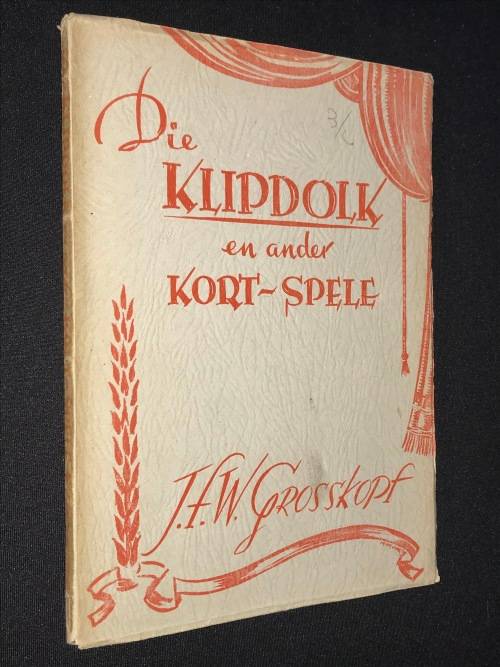 Die
KLIPDOLK
en ander
KORT-SPELE
J.F.W. GROSSKOPF